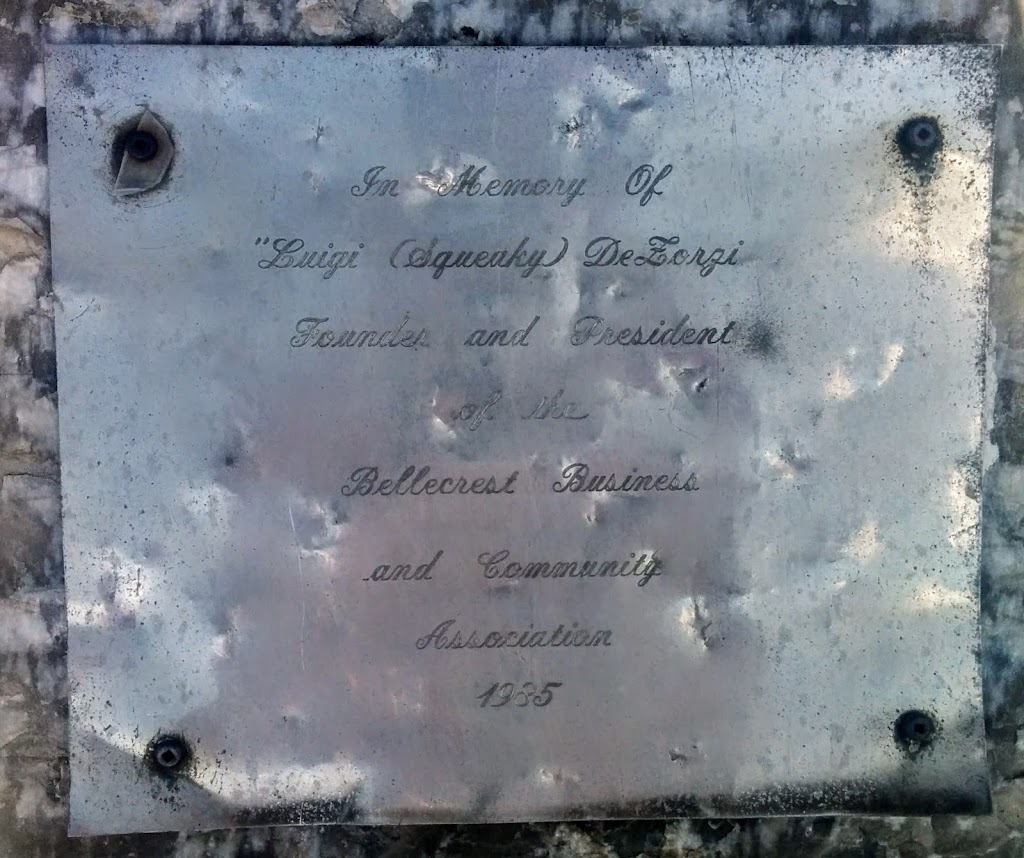 In Memory Of
"Luigi (Squeaky) DeZorzi
Founder and President
of the
Bellecrest Business
and Community
Association
1985